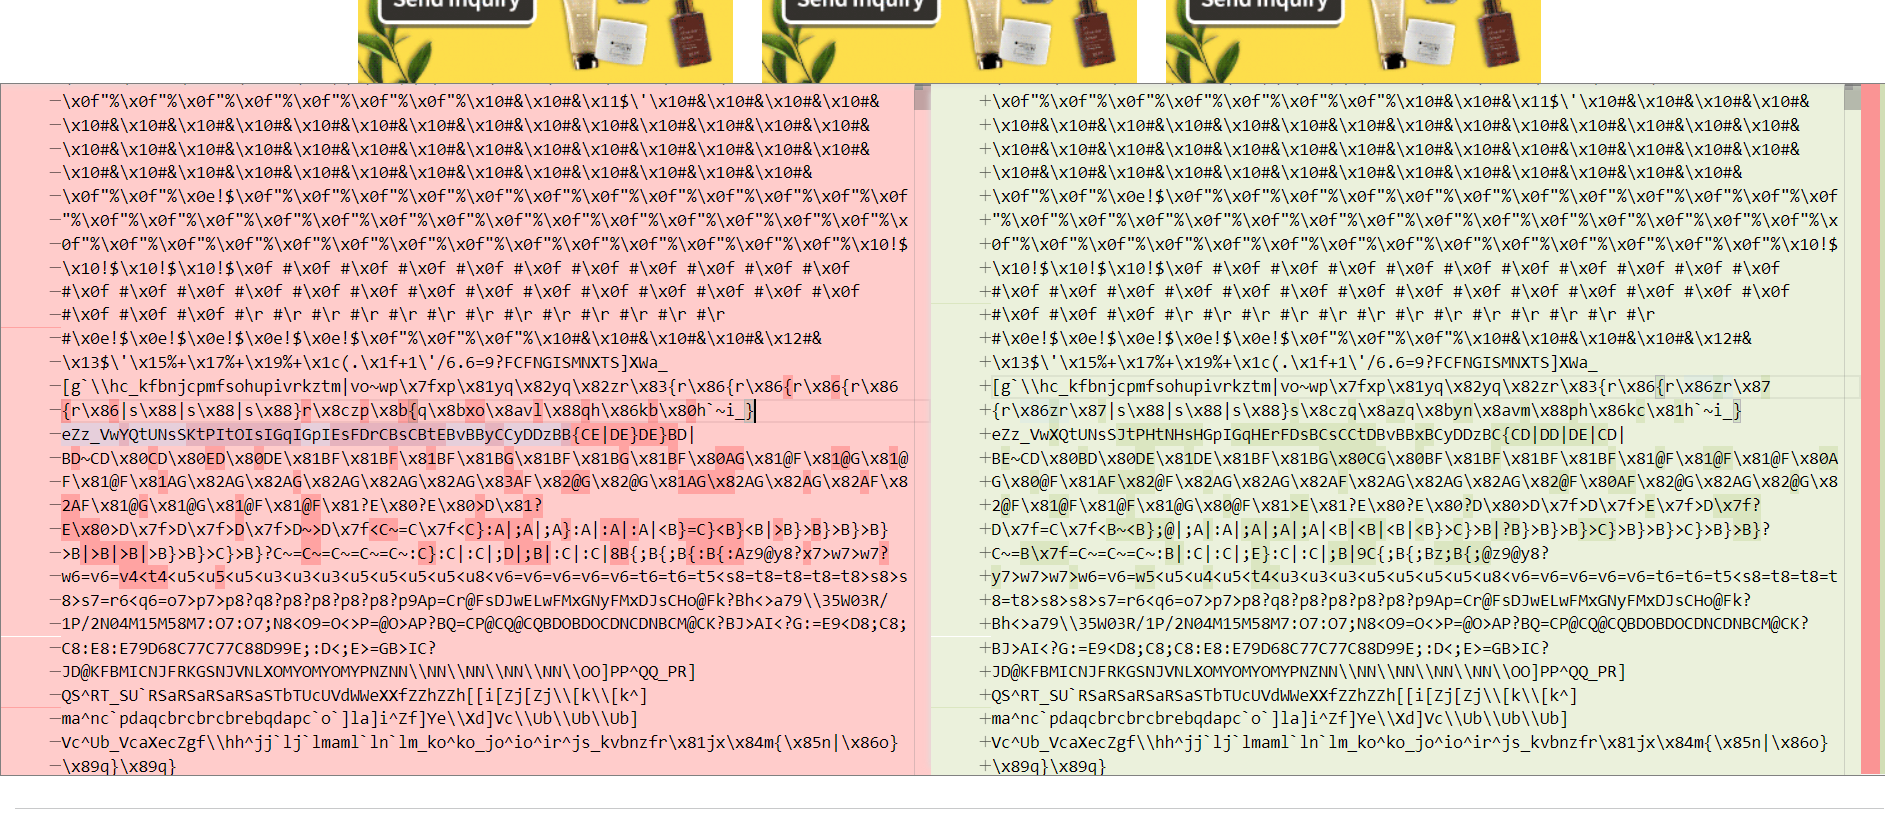 Send Inquiry
Send Inquiry
Send Inquiry
−\x0f"%\x0f"%\x0f"%\x0f"%\x0f"%\x0f"%\x0f"%\x10#&\x10#&\x11$\'\x10#&\x10#&\x10#&\x10#&
−\x10#&\x10#&\x10#&\x10#&\x10#&\x10#&\x10#&\x10#&\x10#&\x10#&\x10#&\x10#&\x10#&\x10#&
−\x10#&\x10#&\x10#&\x10#&\x10#&\x10#&\x10#&\x10#&\x10#&\x10#&\x10#&\x10#&\x10#&\x10#&
−\x10#&\x10#&\x10#&\x10#&\x10#&\x10#&\x10#&\x10#&\x10#&\x10#&\x10#&\x10#&\x10#&
−\x0f"%\x0f"%\x0e!$\x0f"%\x0f"%\x0f"%\x0f"%\x0f"%\x0f"%\x0f"%\x0f"%\x0f"%\x0f"%\x0f"%\x0f
−"%\x0f"%\x0f"%\x0f"%\x0f"%\x0f"%\x0f"%\x0f"%\x0f"%\x0f"%\x0f"%\x0f"%\x0f"%\x0f"%\x0f"%\x
−0f"%\x0f"%\x0f"%\x0f"%\x0f"%\x0f"%\x0f"%\x0f"%\x0f"%\x0f"%\x0f"%\x0f"%\x0f"%\x0f"%\x10!$
−\x10!$\x10!$\x10!$\x0f #\x0f #\x0f #\x0f #\x0f #\x0f #\x0f #\x0f #\x0f #\x0f #\x0f
−#\x0f #\x0f #\x0f #\x0f #\x0f #\x0f #\x0f #\x0f #\x0f #\x0f #\x0f #\x0f #\x0f #\x0f
−#\x0f #\x0f #\x0f #\r #\r #\r #\r #\r #\r #\r #\r #\r #\r
−#\x0e!$\x0e!$\x0e!$\x0e!$\x0e!$\x0f"%\x0f"%\x0f"%\x10#&\x10#&\x10#&\x10#&\x12#&
−\x13$\'\x15%+\x17%+\x19%+\x1c(.\x1f+1\'/6.6=9?FCFNGISMNXTS]XWa_
−[g`\\hc_kfbnjcpmfsohupivrkztm|vo~wp\x7fxp\x81yq\x82yq\x82zr\x83{r\x86{r\x86{r\x86{r\x86
−{r\x86|s\x88|s\x88|s\x88}r\x8czp\x8b{q\x8bxo\x8avl\x88qh\x86kb\x80h`~i_}
−eZz_VwYQtUNsSKtPItOIsIGqIGpIEsFDrCBsCBtEBvBByCCyDDzBB{CE|DE}DE}BD|
−BD~CD\x80CD\x80ED\x80DE\x81BF\x81BF\x81BF\x81BG\x81BF\x81BG\x81BF\x80AG\x81@F\x81@G\x81@
−F\x81@F\x81AG\x82AG\x82AG\x82AG\x82AG\x82AG\x83AF\x82@G\x82@G\x81AG\x82AG\x82AG\x82AF\x8
−2AF\x81@G\x81@G\x81@F\x81@F\x81?E\x80?E\x80>D\x81?
−E\x80>D\x7f>D\x7f>D\x7f>D~>D\x7f<C~=C\x7f<C}:A|;A|;A}:A|:A|:A|<B}=C}<B}<B|>B}>B}>B}>B}
−>B|>B|>B|>B}>B}>C}>B}?C~=C~=C~=C~=C~:C}:C|:C|;D|;B|:C|:C|8B{;B{;B{:B{:Az9@y8?x7>w7>w7?
−w6=v6=v4<t4<u5<u5<u5<u3<u3<u3<u5<u5<u5<u5<u8<v6=v6=v6=v6=v6=t6=t6=t5<s8=t8=t8=t8=t8>s8>s
−8>s7=r6<q6=o7>p7>p8?q8?p8?p8?p8?p8?p9Ap=Cr@FsDJwELwFMxGNyFMxDJsCHo@Fk?Bh<>a79\\35W03R/
−1P/2N04M15M58M7:O7:O7;N8<O9=O<>P=@O>AP?BQ=CP@CQ@CQBDOBDOCDNCDNBCM@CK?BJ>AI<?G:=E9<D8;C8;
−C8:E8:E79D68C77C77C88D99E;:D<;E>=GB>IC?
−JD@KFBMICNJFRKGSNJVNLXOMYOMYOMYPNZNN\\NN\\NN\\NN\\NN\\OO]PP^QQ_PR]
−QS^RT_SU`RSaRSaRSaRSaSTbTUcUVdWWeXXfZZhZZh[[i[Zj[Zj\\[k\\[k^]
−ma^nc`pdaqcbrcbrcbrebqdapc`o`]la]i^Zf]Ye\\Xd]Vc\\Ub\\Ub\\Ub]
−Vc^Ub_VcaXecZgf\\hh^jj`lj`lmaml`ln`lm_ko^ko_jo^io^ir^js_kvbnzfr\x81jx\x84m{\x85n|\x86o}
−\x89q}\x89q}
+\x0f"%\x0f"%\x0f"%\x0f"%\x0f"%\x0f"%\x0f"%\x10#&\x10#&\x11$\'\x10#&\x10#&\x10#&\x10#&
+\x10#&\x10#&\x10#&\x10#&\x10#&\x10#&\x10#&\x10#&\x10#&\x10#&\x10#&\x10#&\x10#&\x10#&
+\x10#&\x10#&\x10#&\x10#&\x10#&\x10#&\x10#&\x10#&\x10#&\x10#&\x10#&\x10#&\x10#&\x10#&
+\x10#&\x10#&\x10#&\x10#&\x10#&\x10#&\x10#&\x10#&\x10#&\x10#&\x10#&\x10#&\x10#&
+\x0f"%\x0f"%\x0e!$\x0f"%\x0f"%\x0f"%\x0f"%\x0f"%\x0f"%\x0f"%\x0f"%\x0f"%\x0f"%\x0f"%\x0f
+"%\x0f"%\x0f"%\x0f"%\x0f"%\x0f"%\x0f"%\x0f"%\x0f"%\x0f"%\x0f"%\x0f"%\x0f"%\x0f"%\x0f"%\x
+0f"%\x0f"%\x0f"%\x0f"%\x0f"%\x0f"%\x0f"%\x0f"%\x0f"%\x0f"%\x0f"%\x0f"%\x0f"%\x0f"%\x10!$
+\x10!$\x10!$\x10!$\x0f #\x0f #\x0f #\x0f #\x0f #\x0f #\x0f #\x0f #\x0f #\x0f #\x0f
+#\x0f #\x0f #\x0f #\x0f #\x0f #\x0f #\x0f #\x0f #\x0f #\x0f #\x0f #\x0f #\x0f #\x0f
+#\x0f #\x0f #\x0f #\r #\r #\r #\r #\r #\r #\r #\r #\r #\r
+#\x0e!$\x0e!$\x0e!$\x0e!$\x0e!$\x0f"%\x0f"%\x0f"%\x10#&\x10#&\x10#&\x10#&\x12#&
+\x13$\'\x15%+\x17%+\x19%+\x1c(.\x1f+1\'/6.6=9?FCFNGISMNXTS]XWa_
+[g`\\hc_kfbnjcpmfsohupivrkztm|vo~wp\x7fxp\x81yq\x82yq\x82zr\x83{r\x86{r\x86zr\x87
+{r\x86zr\x87|s\x88|s\x88|s\x88}s\x8czq\x8azq\x8byn\x8avm\x88ph\x86kc\x81h`~i_}
+eZz_VwXQtUNsSJtPHtNHsHGpIGqHErFDsBCsCCtDBvBBxBCyDDzBC{CD|DD|DE|CD|
+BE~CD\x80BD\x80DE\x81DE\x81BF\x81BG\x80CG\x80BF\x81BF\x81BF\x81BF\x81@F\x81@F\x81@F\x80A
+G\x80@F\x81AF\x82@F\x82AG\x82AG\x82AF\x82AG\x82AG\x82AG\x82@F\x80AF\x82@G\x82AG\x82@G\x8
+2@F\x81@F\x81@F\x81@G\x80@F\x81>E\x81?E\x80?E\x80?D\x80>D\x7f>D\x7f>E\x7f>D\x7f?
+D\x7f=C\x7f<B~<B};@|;A|:A|;A|;A|;A|<B|<B|<B|<B}>C}>B|?B}>B}>B}>C}>B}>B}>C}>B}>B}?
+C~=B\x7f=C~=C~=C~:B|:C|:C|;E}:C|:C|;B|9C{;B{;Bz;B{;@z9@y8?
+y7>w7>w7>w6=v6=w5<u5<u4<u5<t4<u3<u3<u3<u5<u5<u5<u5<u8<v6=v6=v6=v6=v6=t6=t6=t5<s8=t8=t8=t
+8=t8>s8>s8>s7=r6<q6=o7>p7>p8?q8?p8?p8?p8?p8?p9Ap=Cr@FsDJwELwFMxGNyFMxDJsCHo@Fk?
+Bh<>a79\\35W03R/1P/2N04M15M58M7:O7:O7;N8<O9=O<>P=@O>AP?BQ=CP@CQ@CQBDOBDOCDNCDNBCM@CK?
+BJ>AI<?G:=E9<D8;C8;C8:E8:E79D68C77C77C88D99E;:D<;E>=GB>IC?
+JD@KFBMICNJFRKGSNJVNLXOMYOMYOMYPNZNN\\NN\\NN\\NN\\NN\\OO]PP^QQ_PR]
+QS^RT_SU`RSaRSaRSaRSaSTbTUcUVdWWeXXfZZhZZh[[i[Zj[Zj\\[k\\[k^]
+ma^nc`pdaqcbrcbrcbrebqdapc`o`]la]i^Zf]Ye\\Xd]Vc\\Ub\\Ub\\Ub]
+Vc^Ub_VcaXecZgf\\hh^jj`lj`lmaml`ln`lm_ko^ko_jo^io^ir^js_kvbnzfr\x81jx\x84m{\x85n|\x86o}
+\x89q}\x89q}